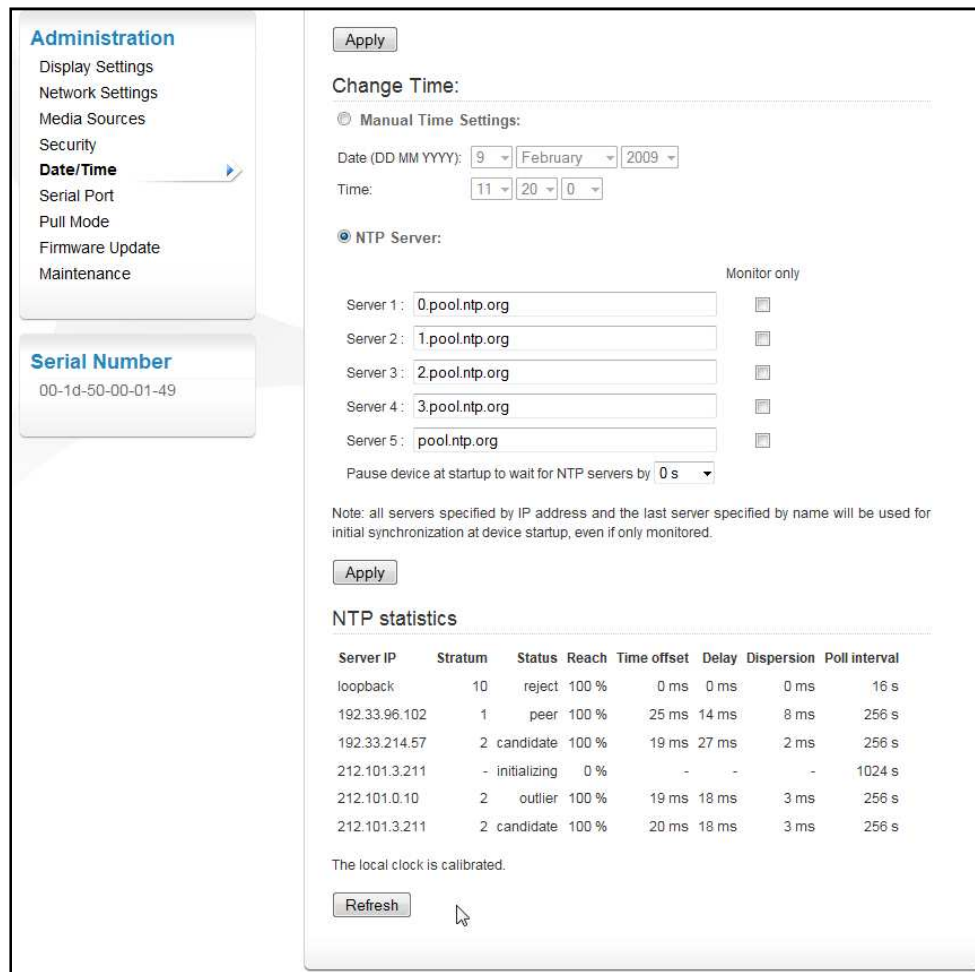 Administration
Display Settings
Network Settings
Media Sources
Security
Date/Time
Serial Port
Pull Mode
Firmware Update
Maintenance
Serial Number
00-1d-50-00-01-49
Apply
Change Time:
Manual Time Settings:
Date (DD MM YYYY): 9 February 2009
Time: 11 20 0
NTP Server:
Monitor only
Server 1 : 0.pool.ntp.org
Server 2 : 1.pool.ntp.org
Server 3 : 2.pool.ntp.org
Server 4 : 3.pool.ntp.org
Server 5 : pool.ntp.org
Pause device at startup to wait for NTP servers by 0 s
Note: all servers specified by IP address and the last server specified by name will be used for
initial synchronization at device startup, even if only monitored.
Apply
NTP statistics
Server IP Stratum Status Reach Time offset Delay Dispersion Poll interval
loopback 10 reject 100 % 0 ms 0 ms 0 ms 16 s
192.33.96.102 1 peer 100 % 25 ms 14 ms 8 ms 256 s
192.33.214.57 2 candidate 100 % 19 ms 27 ms 2 ms 256 s
212.101.3.211 - initializing 0 % - - - 1024 s
212.101.0.10 2 outlier 100 % 19 ms 18 ms 3 ms 256 s
212.101.3.211 2 candidate 100 % 20 ms 18 ms 3 ms 256 s
The local clock is calibrated.
Refresh